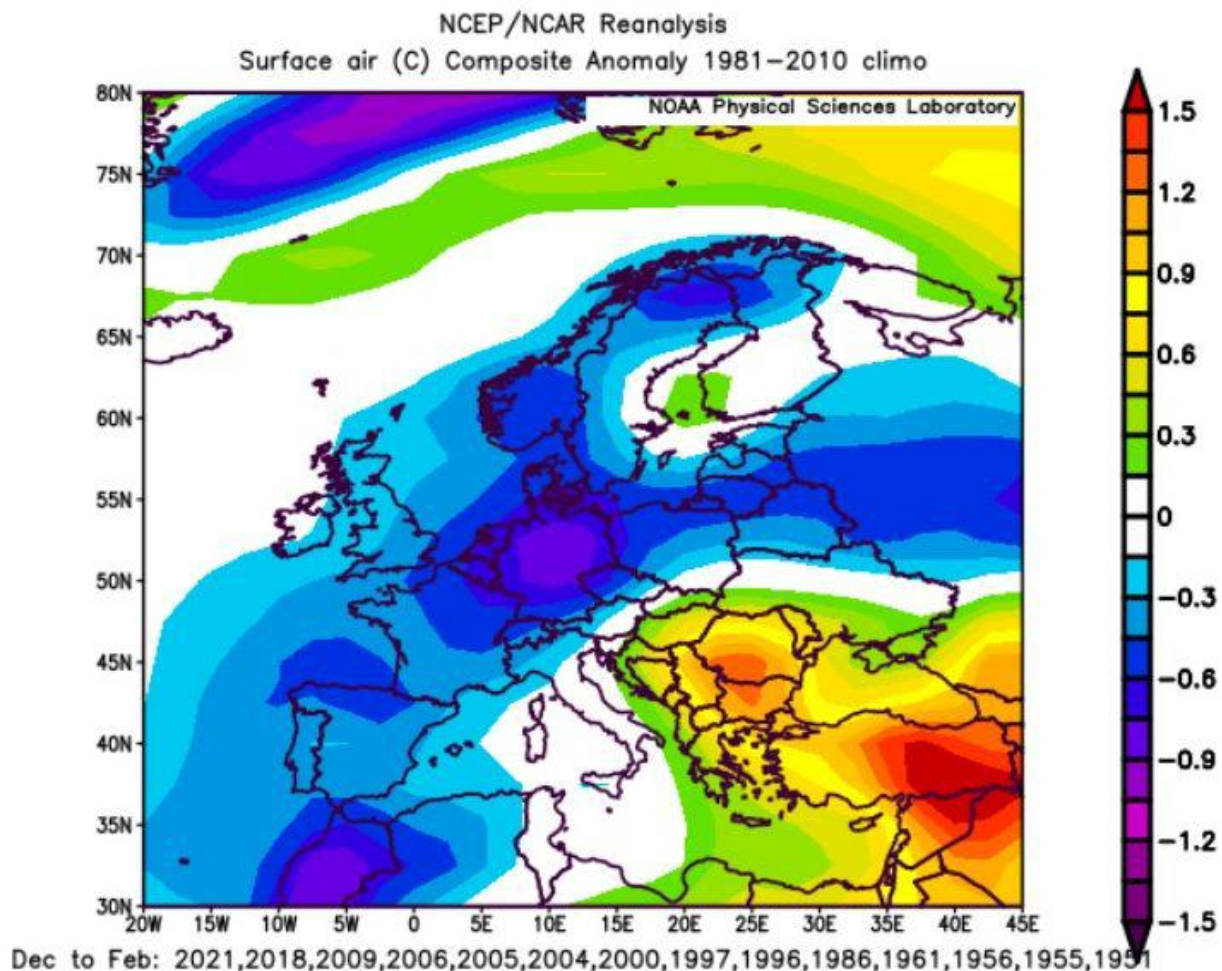 NCEP/NCAR Reanalysis
Surface air (C) Composite Anomaly 1981-2010 climo
NOAA Physical Sciences Laboratory
80N
75N
70N
65N
60N
55N
50N
45N
40N
35N
30N
20W 15W 10W 5W 0 5E 10E 15E 20E 25E 30E 35E 40E 45E
1.5
1.2
0.9
0.6
0.3
0
-0.3
-0.6
-0.9
-1.2
-1.5
Dec to Feb: 2021,2018,2009,2006,2005,2004,2000,1997,1996,1986,1961,1956,1955,1951